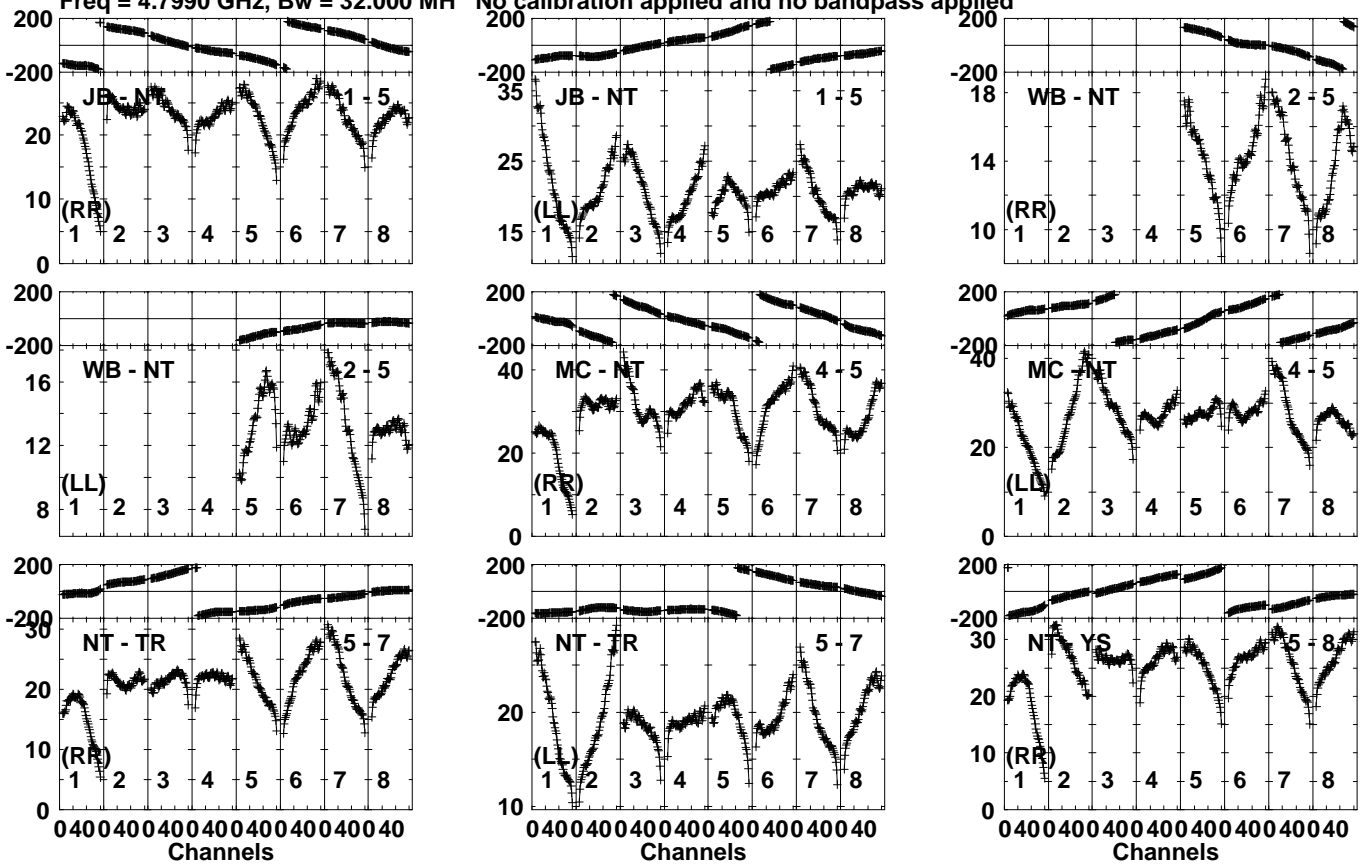 Freq = 4.7990 GHz, Bw = 32.000 MH No calibration applied and no bandpass applied
200
-200
JB - NT 1 - 5
20
10
0
(RR)
1 2 3 4 5 6 7 8
-200
JB - NT 1 - 5
35
25
15
(LL)
1 2 3 4 5 6 7 8
-200
WB - NT 2 - 5
18
14
10
(RR)
1 2 3 4 5 6 7 8
200
-200
WB - NT 2 - 5
16
12
8
(LL)
1 2 3 4 5 6 7 8
200
-200
MC - NT 4 - 5
40
20
0
(RR)
1 2 3 4 5 6 7 8
200
-200
MC - NT 4 - 5
40
20
0
(LL)
1 2 3 4 5 6 7 8
200
-200
NT - TR 5 - 7
30
20
10
0
(RR)
1 2 3 4 5 6 7 8
200
-200
NT - TR 5 - 7
20
10
(LL)
1 2 3 4 5 6 7 8
200
-200
NT - YS 5 - 8
30
20
10
0
(RR)
1 2 3 4 5 6 7 8
0 40 0 40 0 40 0 40 0 40 0 40 0 40 0 40
Channels
0 40 0 40 0 40 0 40 0 40 0 40 0 40 0 40
Channels
0 40 0 40 0 40 0 40 0 40 0 40 0 40 0 40
Channels